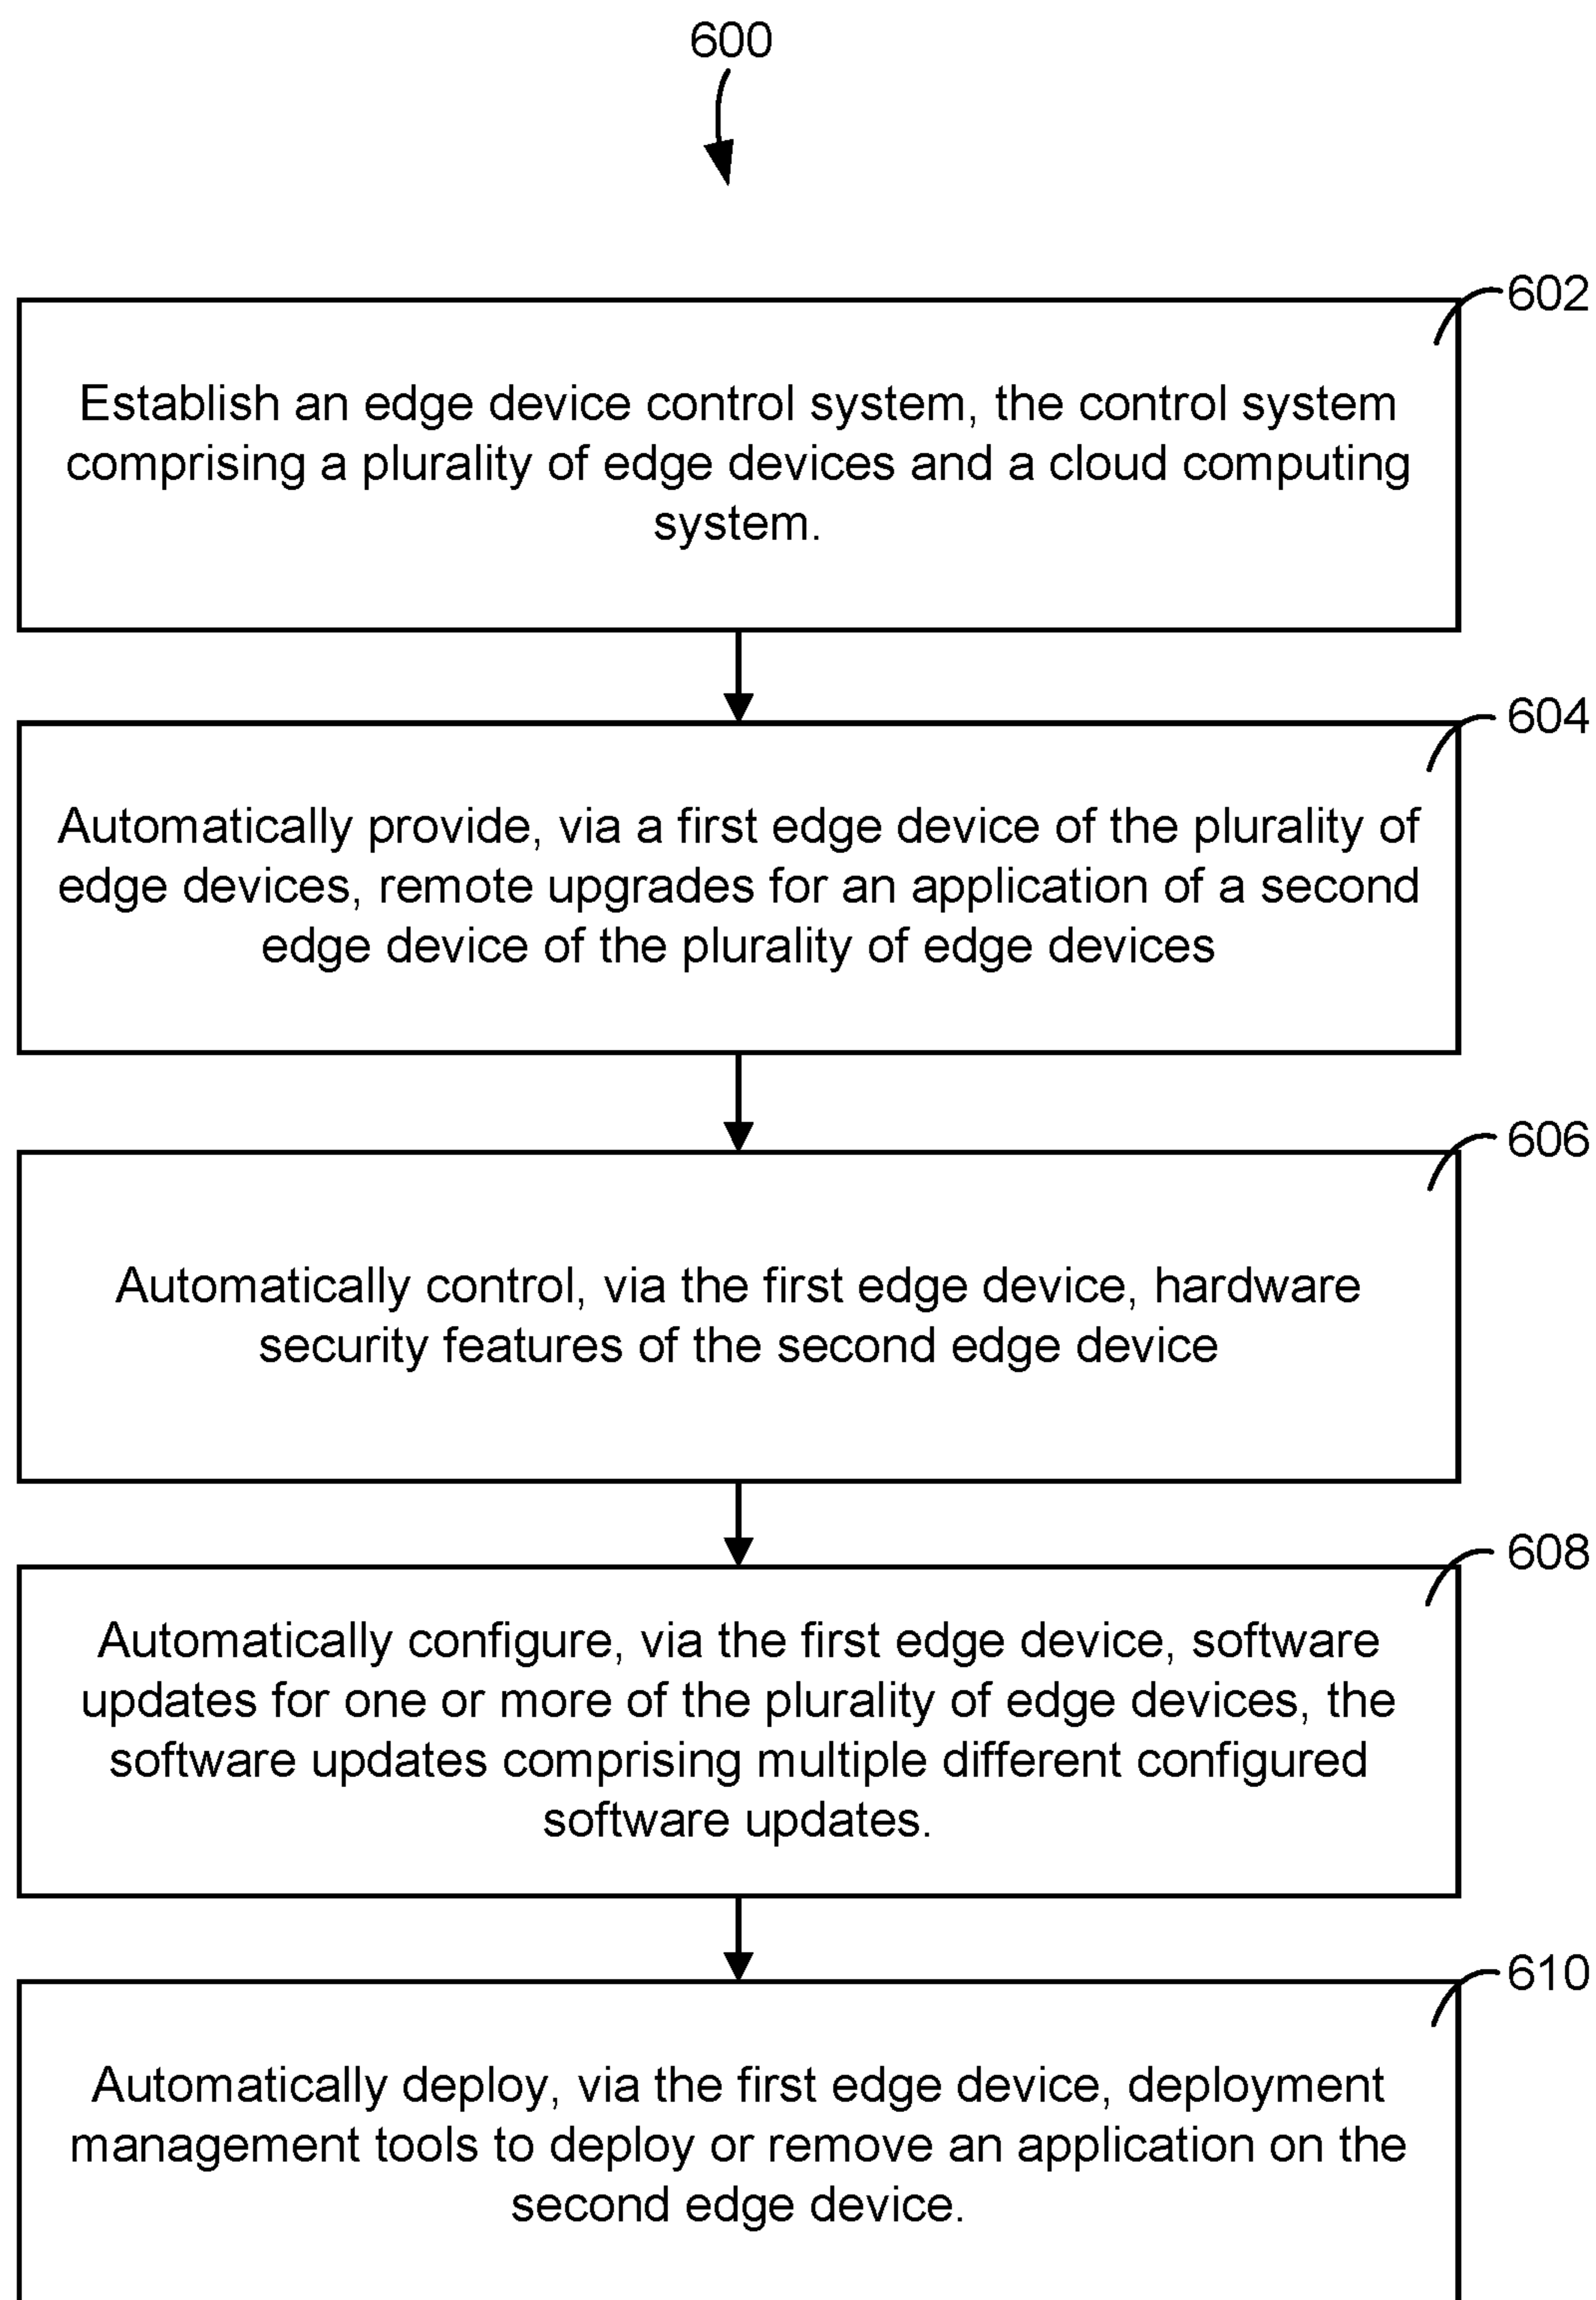 600
602
Establish an edge device control system, the control system
comprising a plurality of edge devices and a cloud computing
system.
604
Automatically provide, via a first edge device of the plurality of
edge devices, remote upgrades for an application of a second
edge device of the plurality of edge devices
606
Automatically control, via the first edge device, hardware
security features of the second edge device
608
Automatically configure, via the first edge device, software
updates for one or more of the plurality of edge devices, the
software updates comprising multiple different configured
software updates.
610
Automatically deploy, via the first edge device, deployment
management tools to deploy or remove an application on the
second edge device.